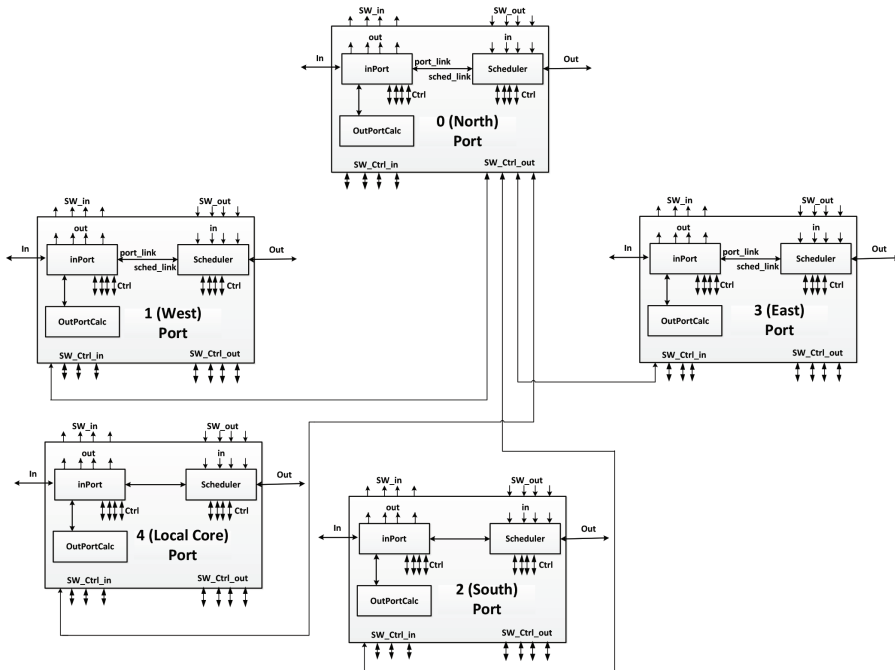 SW_in
SW_out
out
in
In
Out
inPort
port_link
Scheduler
sched_link
Ctrl
Ctrl
OutPortCalc
0 (North)
Port
SW_Ctrl_in
SW_Ctrl_out
SW_in
SW_out
out
in
In
Out
inPort
port_link
Scheduler
sched_link
Ctrl
Ctrl
OutPortCalc
1 (West)
Port
SW_Ctrl_in
SW_Ctrl_out
SW_in
SW_out
out
in
In
Out
inPort
port_link
Scheduler
sched_link
Ctrl
Ctrl
OutPortCalc
3 (East)
Port
SW_Ctrl_in
SW_Ctrl_out
SW_in
SW_out
out
in
In
Out
inPort
Scheduler
Ctrl
Ctrl
OutPortCalc
4 (Local Core)
Port
SW_Ctrl_in
SW_Ctrl_out
SW_in
SW_out
out
in
In
Out
inPort
Scheduler
Ctrl
Ctrl
OutPortCalc
2 (South)
Port
SW_Ctrl_in
SW_Ctrl_out